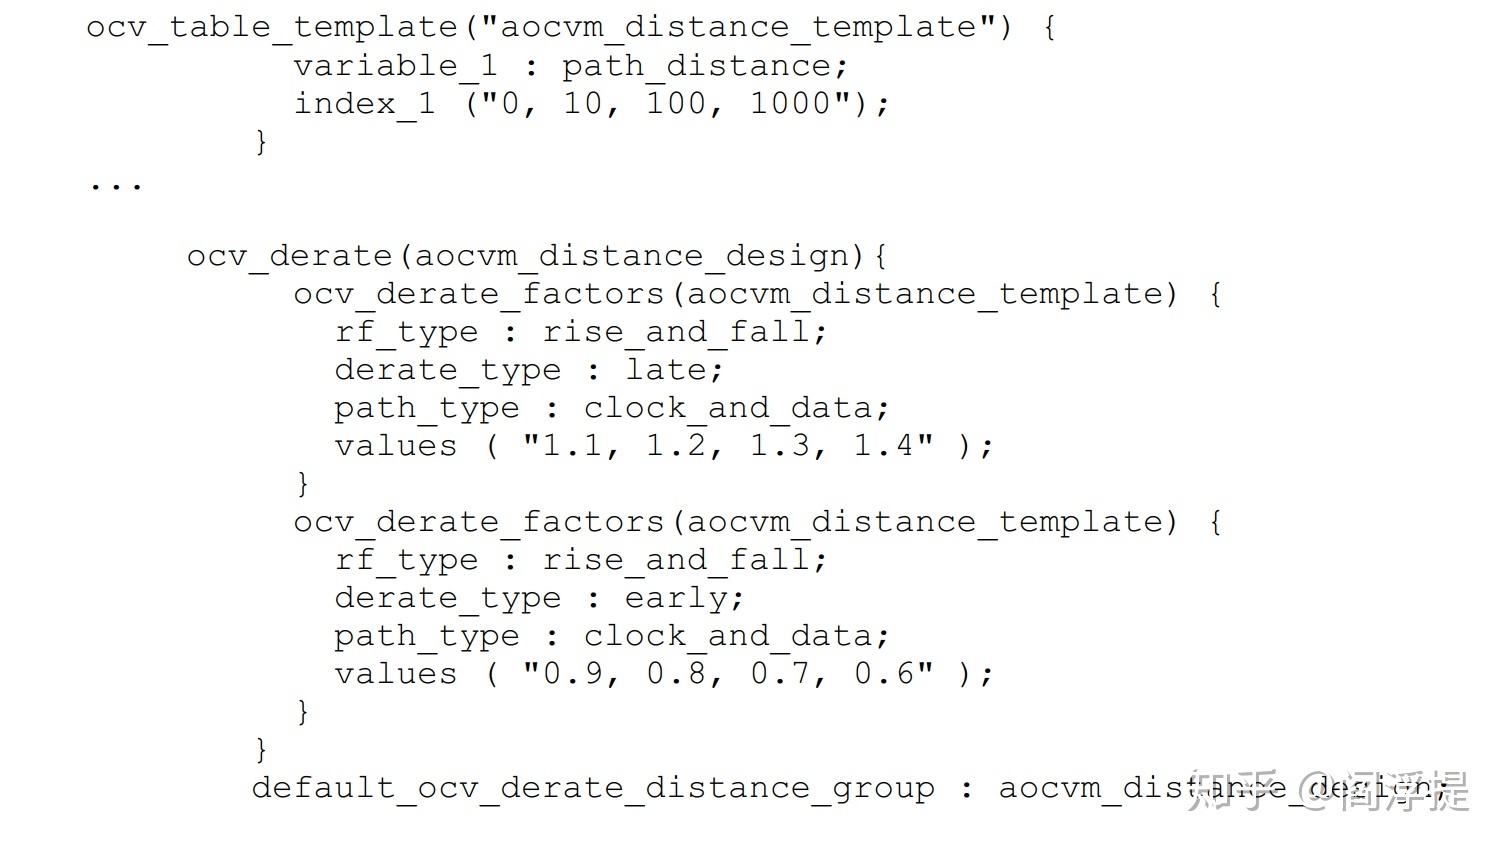 ocv_table_template("aocvm_distance_template") {
variable_1 : path_distance;
index_1 ("0, 10, 100, 1000");
}
...
ocv_derate(aocvm_distance_design){
ocv_derate_factors(aocvm_distance_template) {
rf_type : rise_and_fall;
derate_type : late;
path_type : clock_and_data;
values ( "1.1, 1.2, 1.3, 1.4" );
}
ocv_derate_factors(aocvm_distance_template) {
rf_type : rise_and_fall;
derate_type : early;
path_type : clock_and_data;
values ( "0.9, 0.8, 0.7, 0.6" );
}
}
default_ocv_derate_distance_group : aocvm_distance_design;
知乎 @阎浮提